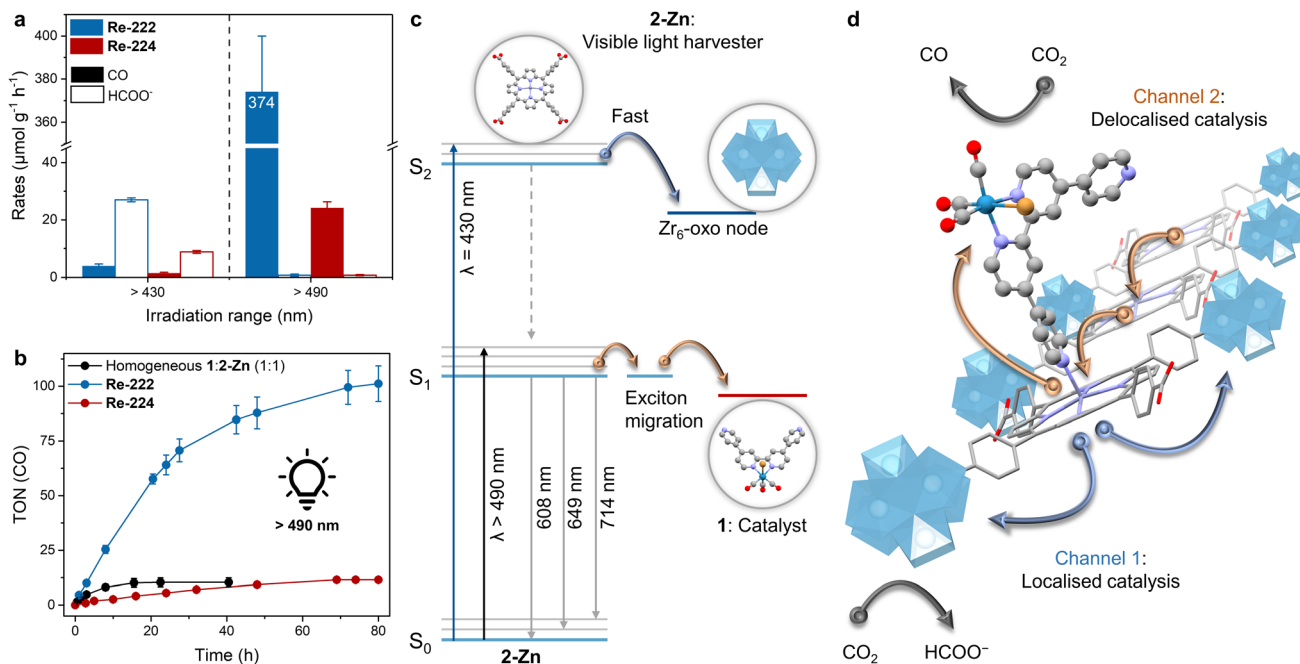 a
Re-222
Re-224
CO
HCOO⁻
Rates (µmol g⁻¹ h⁻¹)
400
380
360
40
20
0
374
> 430
> 490
Irradiation range (nm)
b
Homogeneous 1:2-Zn (1:1)
Re-222
Re-224
TON (CO)
100
75
50
25
0
> 490 nm
0
20
40
60
80
Time (h)
c
2-Zn:
Visible light harvester
Fast
S₂
λ = 430 nm
Zr₆-oxo node
S₁
Exciton
migration
λ > 490 nm
608 nm
649 nm
714 nm
1: Catalyst
S₀
2-Zn
d
CO
CO₂
Channel 2:
Delocalised catalysis
Channel 1:
Localised catalysis
CO₂
HCOO⁻